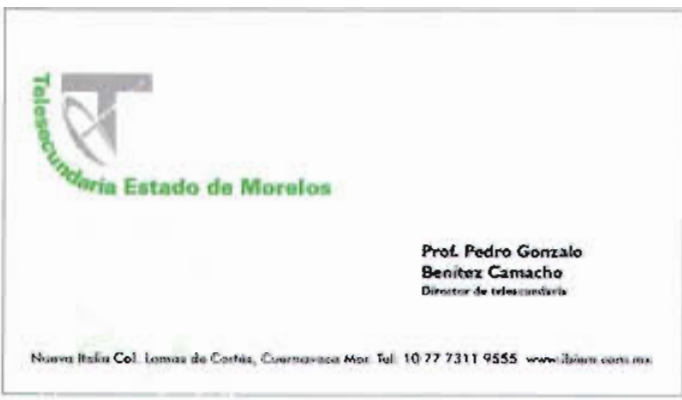 Telesecundaria Estado de Morelos
Prof. Pedro Gonzalo
Benitez Camacho
Director de telesecundaria
Nueva Italia Col. Lomas de Cortés, Cuernavaca Mor. Tel. 10 77 7311 9555